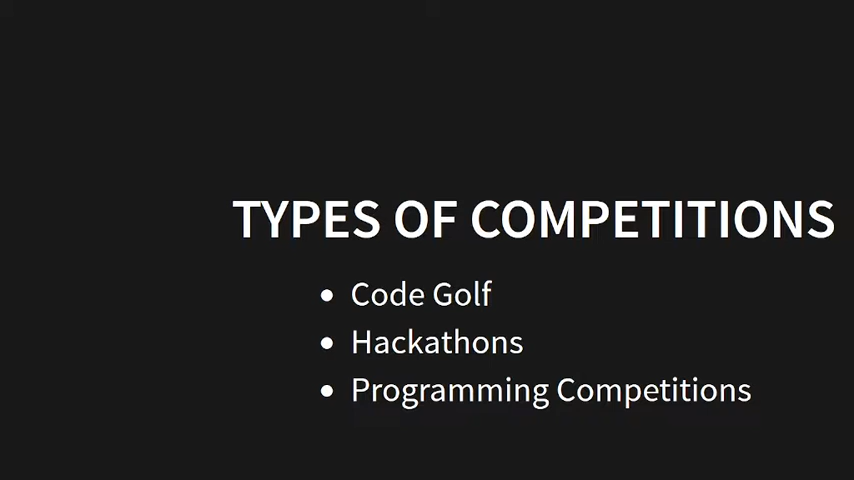 TYPES OF COMPETITIONS
Code Golf
Hackathons
Programming Competitions